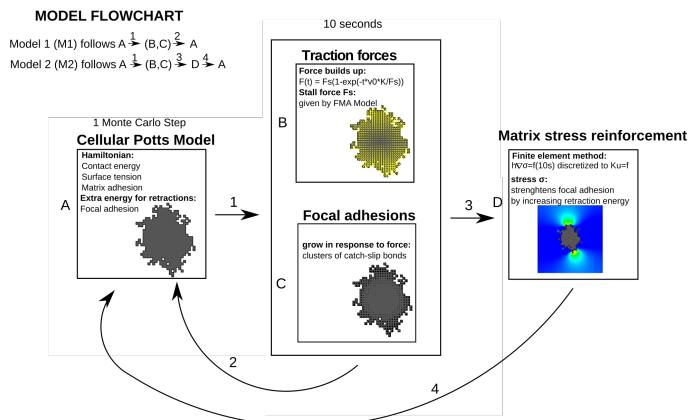 MODEL FLOWCHART
Model 1 (M1) follows A 1→ (B,C) 2→ A
Model 2 (M2) follows A 1→ (B,C) 3→ D 4→ A
10 seconds
Traction forces
Force builds up:
F(t) = Fs(1-exp(-t*v0*K/Fs))
Stall force Fs:
given by FMA Model
B
1 Monte Carlo Step
Cellular Potts Model
Hamiltonian:
Contact energy
Surface tension
Matrix adhesion
Extra energy for retractions:
Focal adhesion
A
1
Focal adhesions
grow in response to force:
clusters of catch-slip bonds
C
3
Matrix stress reinforcement
Finite element method:
h∇σ=f(10s) discretized to Ku=f
stress σ:
strenghtens focal adhesion
by increasing retraction energy
D
2
4